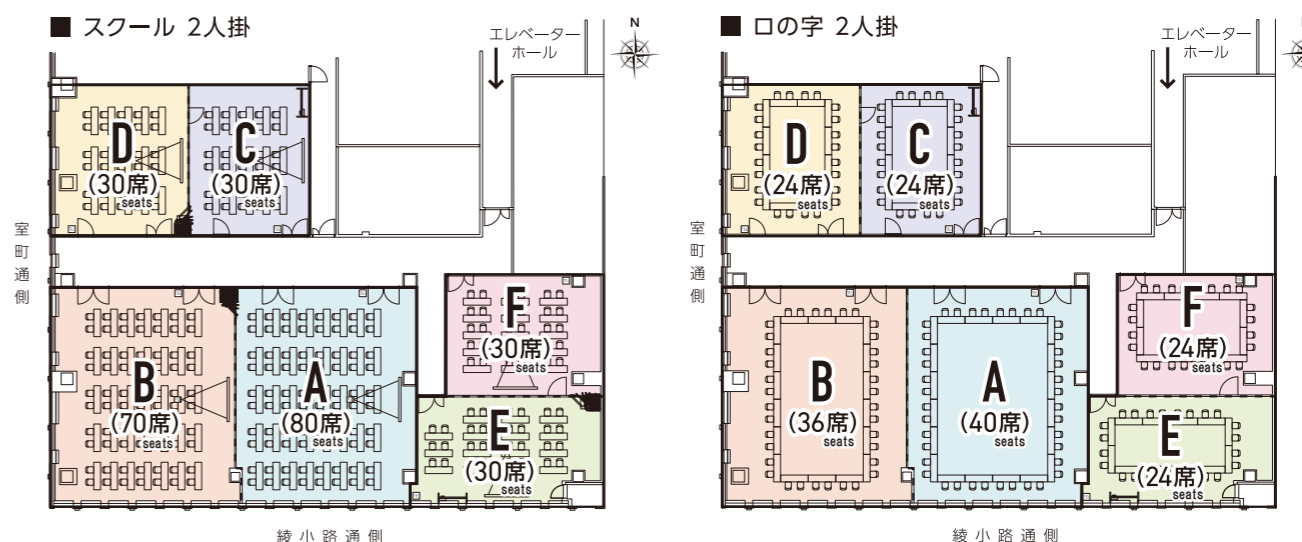 ■ スクール 2人掛
エレベーター
ホール
N
D
(30席)
seats
C
(30席)
seats
室町通側
B
(70席)
seats
A
(80席)
seats
F
(30席)
seats
E
(30席)
seats
綾小路通側
■ ロの字 2人掛
エレベーター
ホール
D
(24席)
seats
C
(24席)
seats
室町通側
B
(36席)
seats
A
(40席)
seats
F
(24席)
seats
E
(24席)
seats
綾小路通側